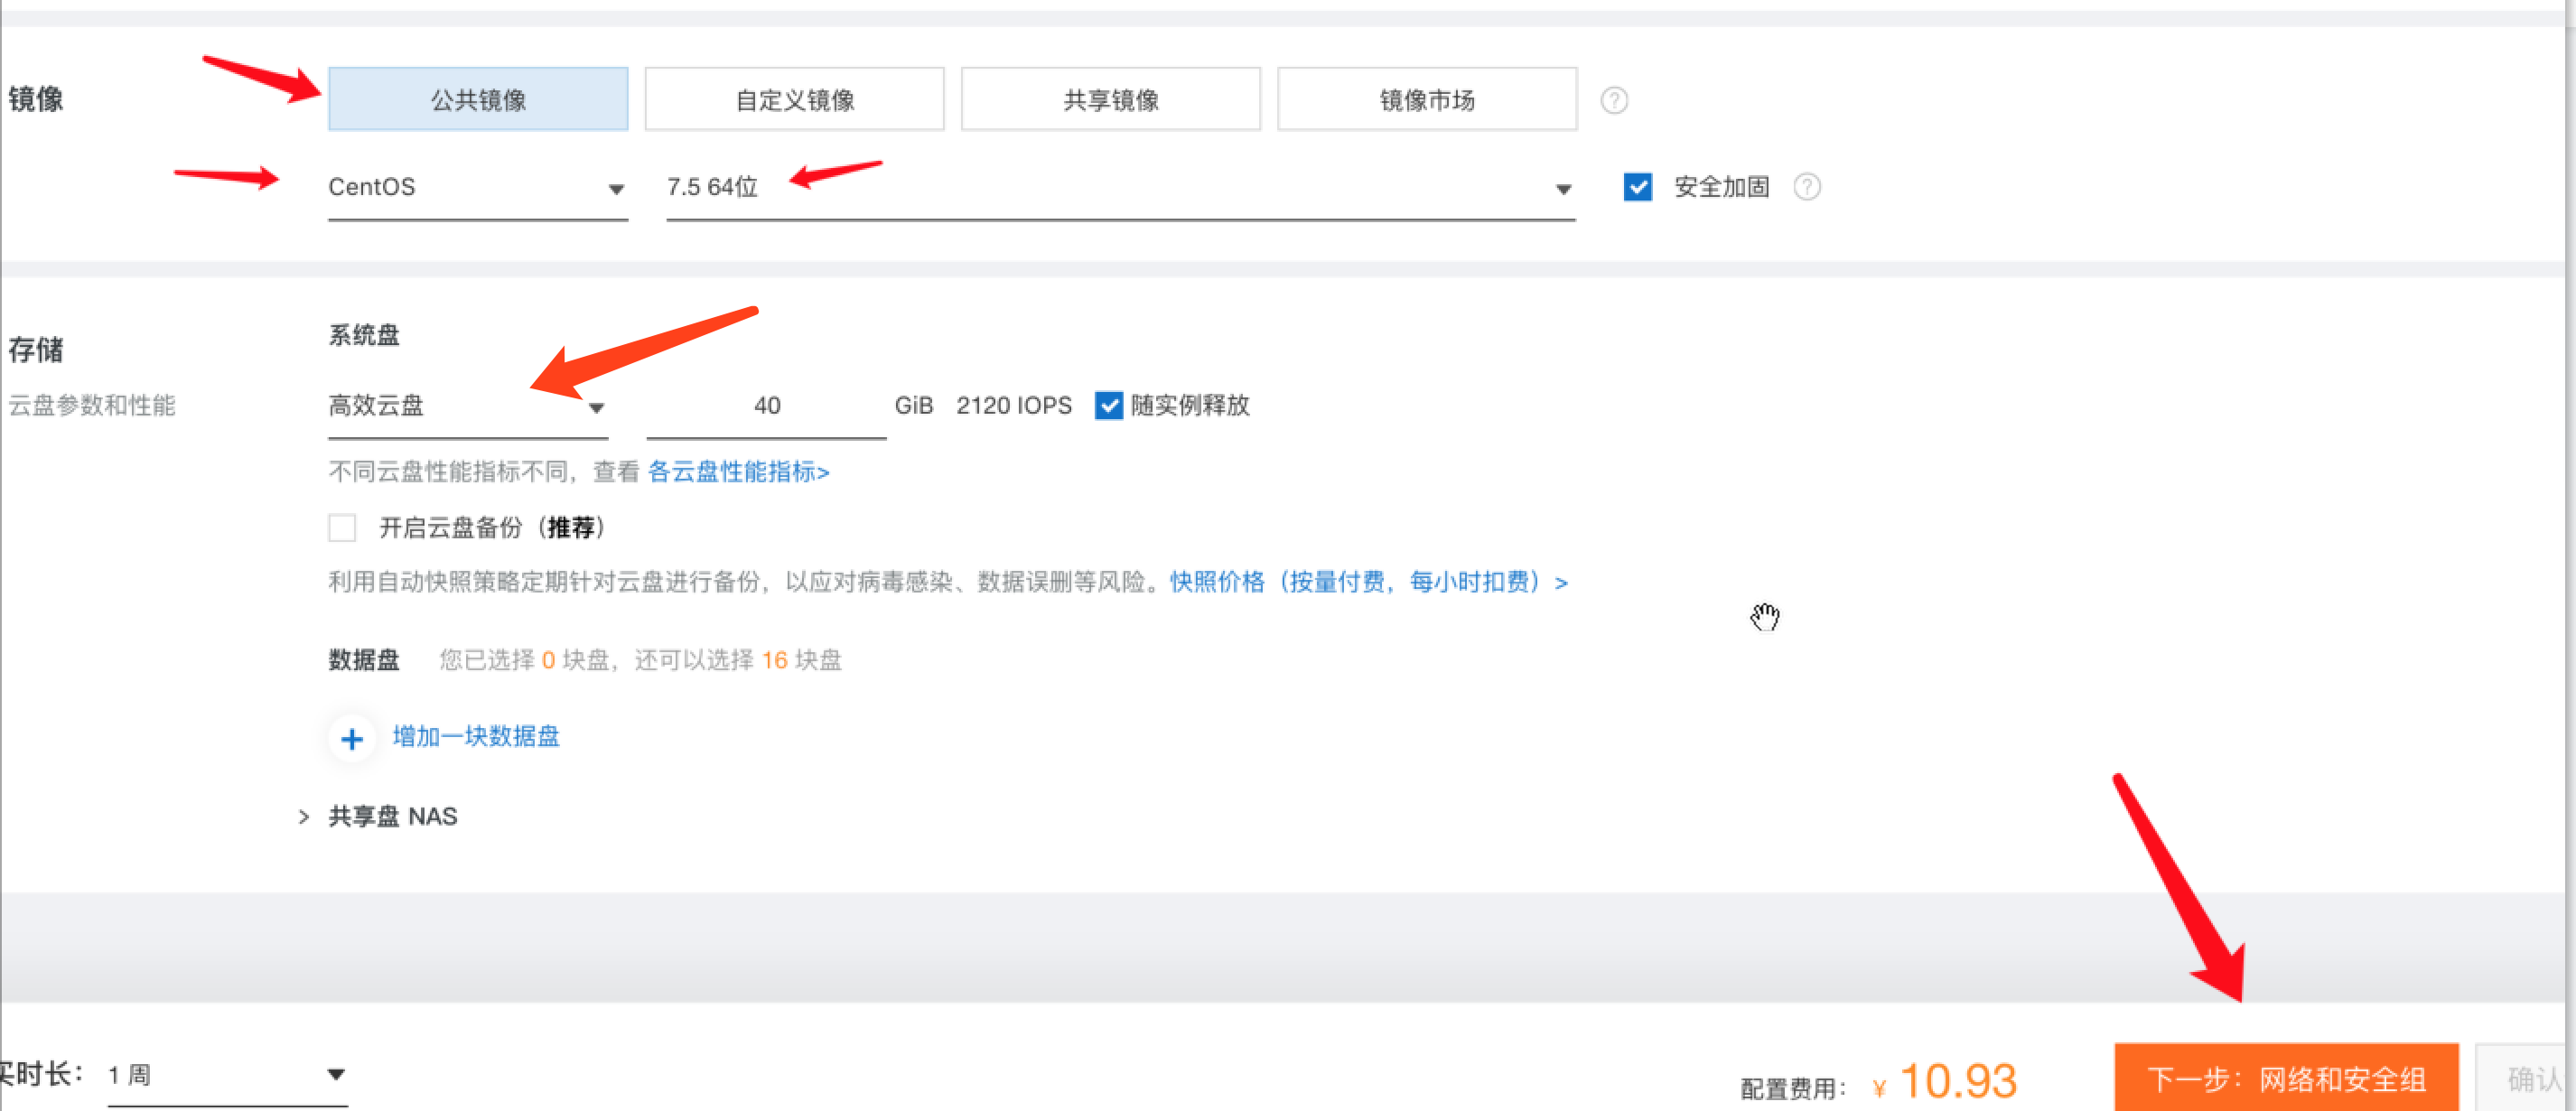 镜像 公共镜像 自定义镜像 共享镜像 镜像市场 ?
CentOS 7.5 64位 安全加固 ?
存储 系统盘
云盘参数和性能 高效云盘 40 GiB 2120 IOPS 随实例释放
不同云盘性能指标不同，查看 各云盘性能指标>
开启云盘备份（推荐）
利用自动快照策略定期针对云盘进行备份，以应对病毒感染、数据误删等风险。快照价格（按量付费，每小时扣费）>
数据盘 您已选择 0 块盘，还可以选择 16 块盘
+ 增加一块数据盘
> 共享盘 NAS
时长： 1 周 配置费用： ¥ 10.93 下一步：网络和安全组 确认